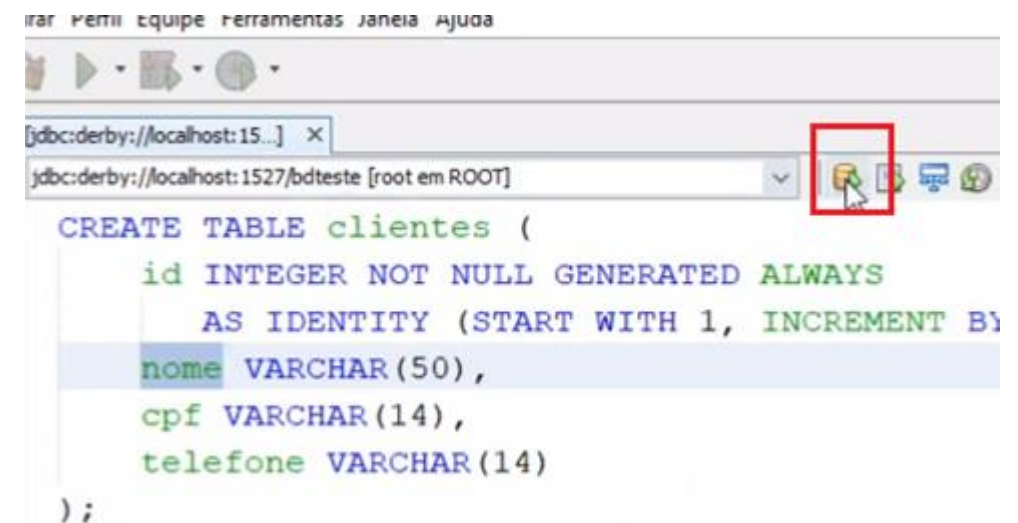 Perfil Equipe Ferramentas Janela Ajuda
[jdbc:derby://localhost:15...] X
jdbc:derby://localhost:1527/bdteste [root em ROOT]
CREATE TABLE clientes (
id INTEGER NOT NULL GENERATED ALWAYS
AS IDENTITY (START WITH 1, INCREMENT BY
nome VARCHAR(50),
cpf VARCHAR(14),
telefone VARCHAR(14)
);